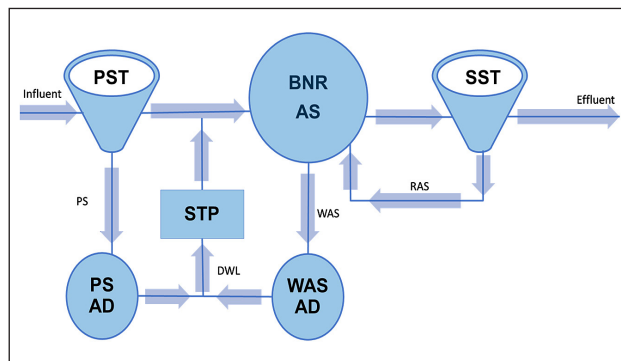 PST
BNR
AS
SST
Influent
Effluent
PS
STP
WAS
RAS
DWL
PS
AD
WAS
AD